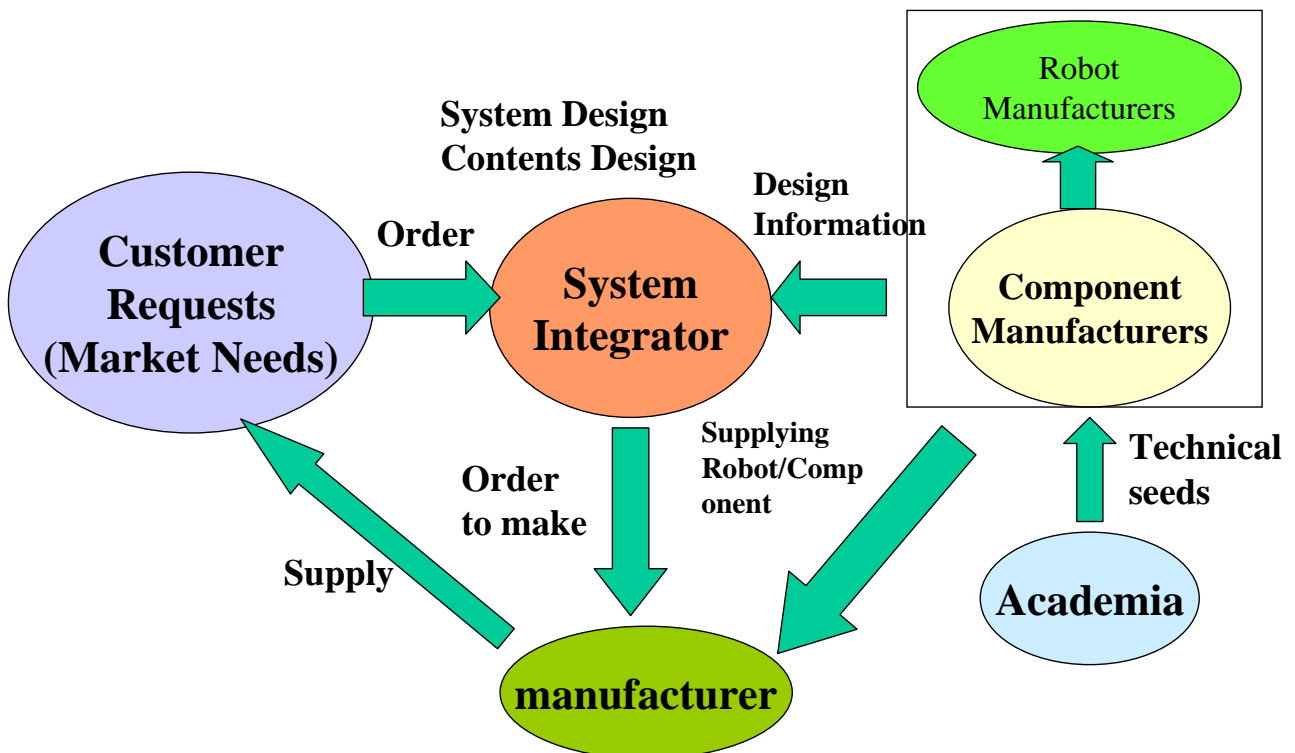 Robot
Manufacturers
System Design
Contents Design
Design
Information
Order
Customer
Requests
(Market Needs)
System
Integrator
Component
Manufacturers
Supplying
Robot/Comp
onent
Order
to make
Technical
seeds
Supply
Academia
manufacturer